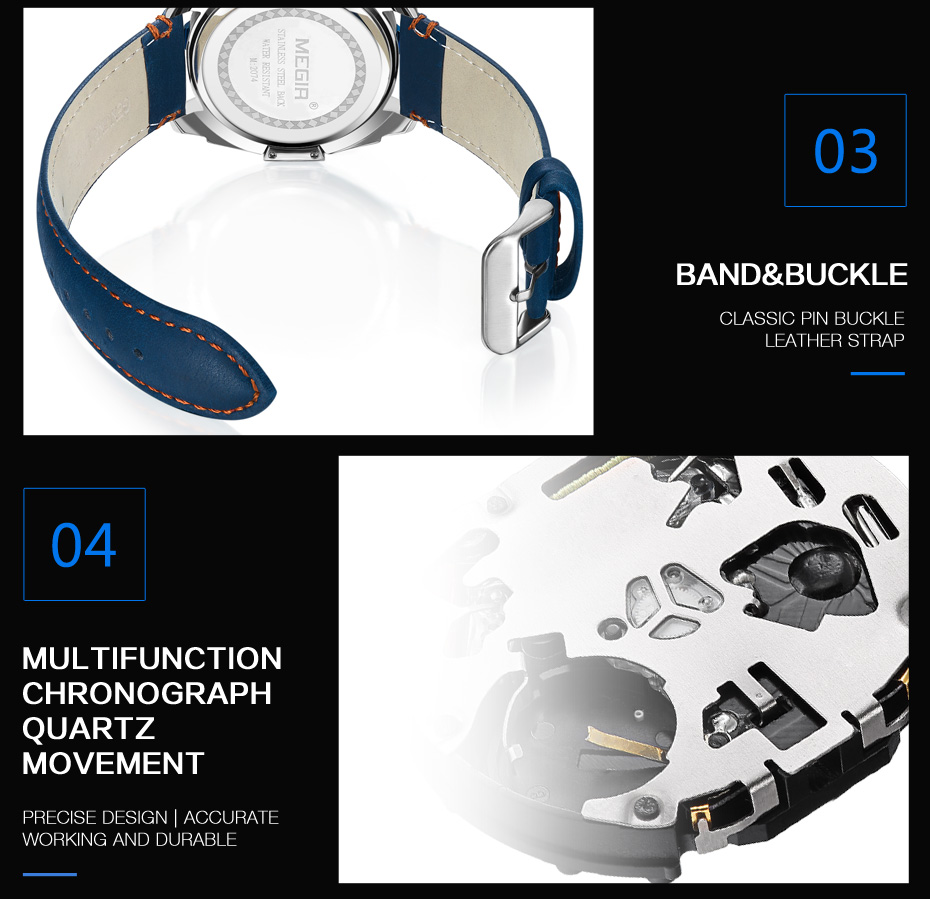 MEGIR®
STAINLESS STEEL BACK
WATER RESISTANT
M:2074
03
BAND&BUCKLE
CLASSIC PIN BUCKLE
LEATHER STRAP
04
MULTIFUNCTION
CHRONOGRAPH
QUARTZ
MOVEMENT
PRECISE DESIGN | ACCURATE
WORKING AND DURABLE